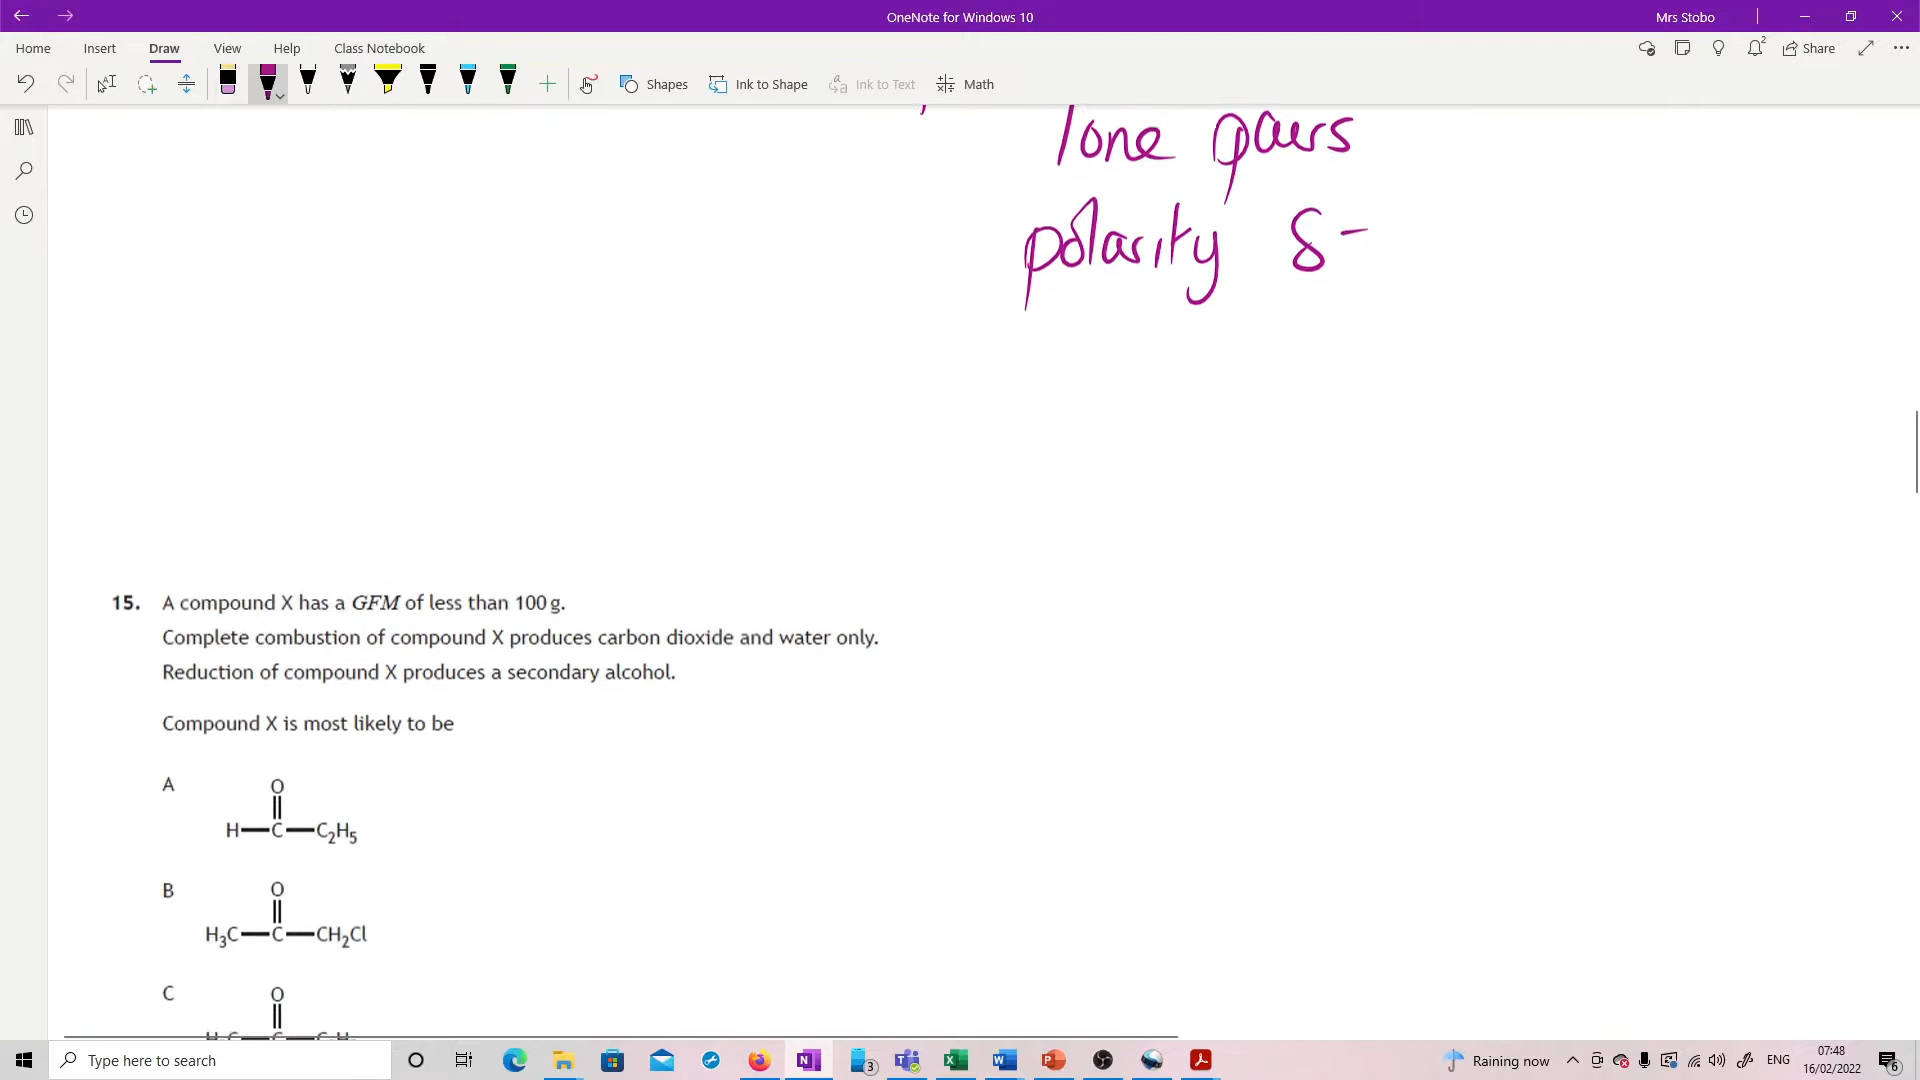 OneNote for Windows 10
Mrs Stobo
Home Insert Draw View Help Class Notebook
2
Share
Shapes Ink to Shape Ink to Text Math
lone pairs
polarity δ-
15. A compound X has a GFM of less than 100 g.
Complete combustion of compound X produces carbon dioxide and water only.
Reduction of compound X produces a secondary alcohol.
Compound X is most likely to be
A
O
H—C—C₂H₅
B
O
H₃C—C—CH₂Cl
C
O
Type here to search
3
Raining now
ENG
07:48
16/02/2022
6